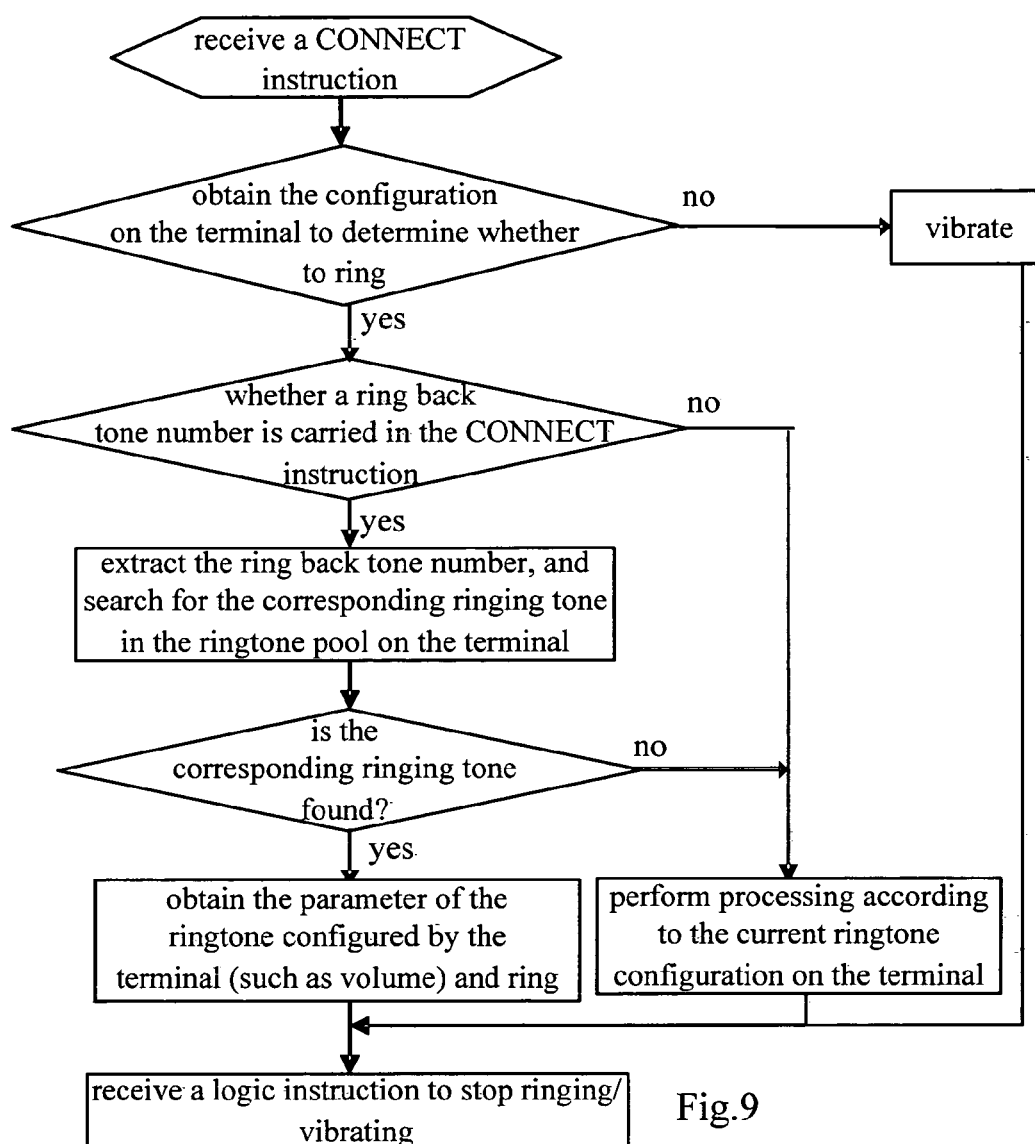 receive a CONNECT
instruction
obtain the configuration
on the terminal to determine whether
to ring
no
vibrate
yes
whether a ring back
tone number is carried in the CONNECT
instruction
no
yes
extract the ring back tone number, and
search for the corresponding ringing tone
in the ringtone pool on the terminal
is the
corresponding ringing tone
found?
no
yes
obtain the parameter of the
ringtone configured by the
terminal (such as volume) and ring
perform processing according
to the current ringtone
configuration on the terminal
receive a logic instruction to stop ringing/
vibrating
Fig.9